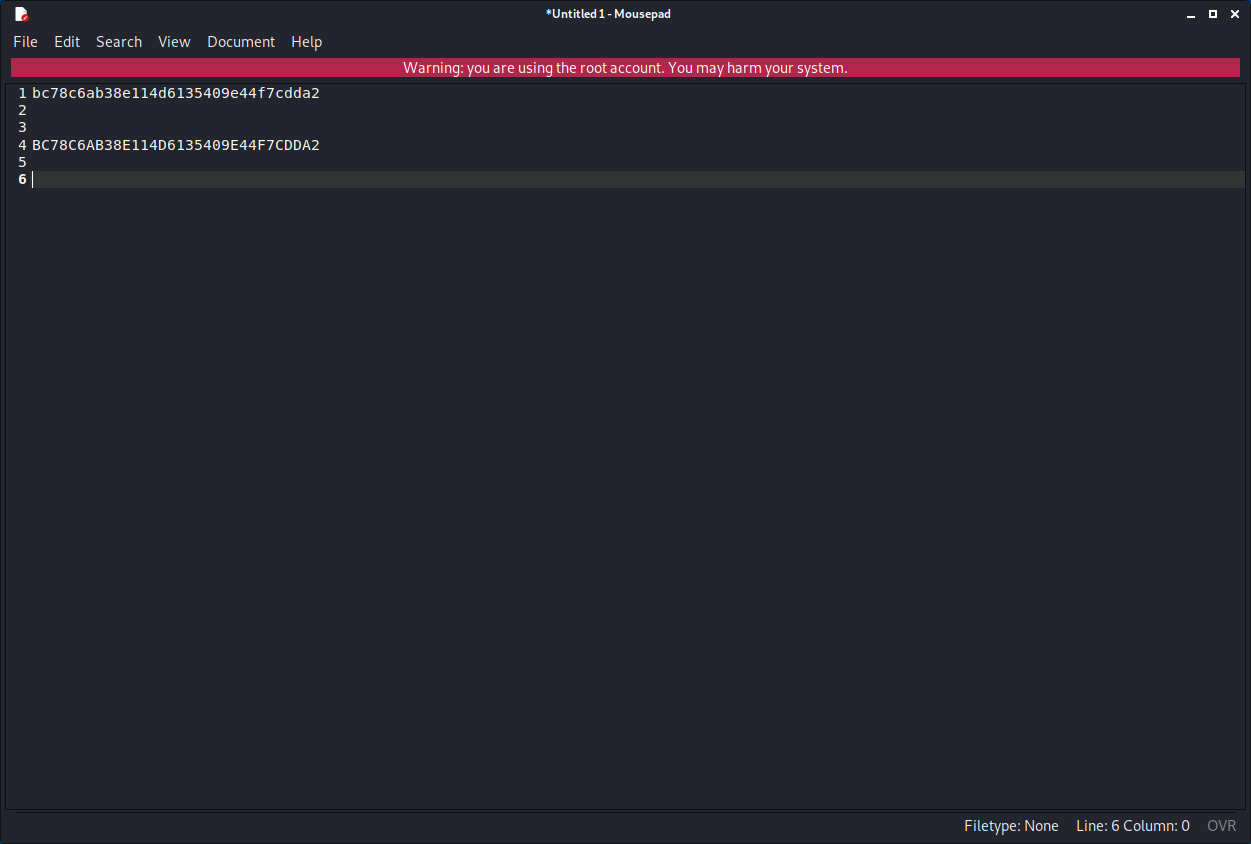 *Untitled 1 - Mousepad
File Edit Search View Document Help
Warning: you are using the root account. You may harm your system.
1 bc78c6ab38e114d6135409e44f7cdda2
2
3
4 BC78C6AB38E114D6135409E44F7CDDA2
5
6
Filetype: None Line: 6 Column: 0 OVR